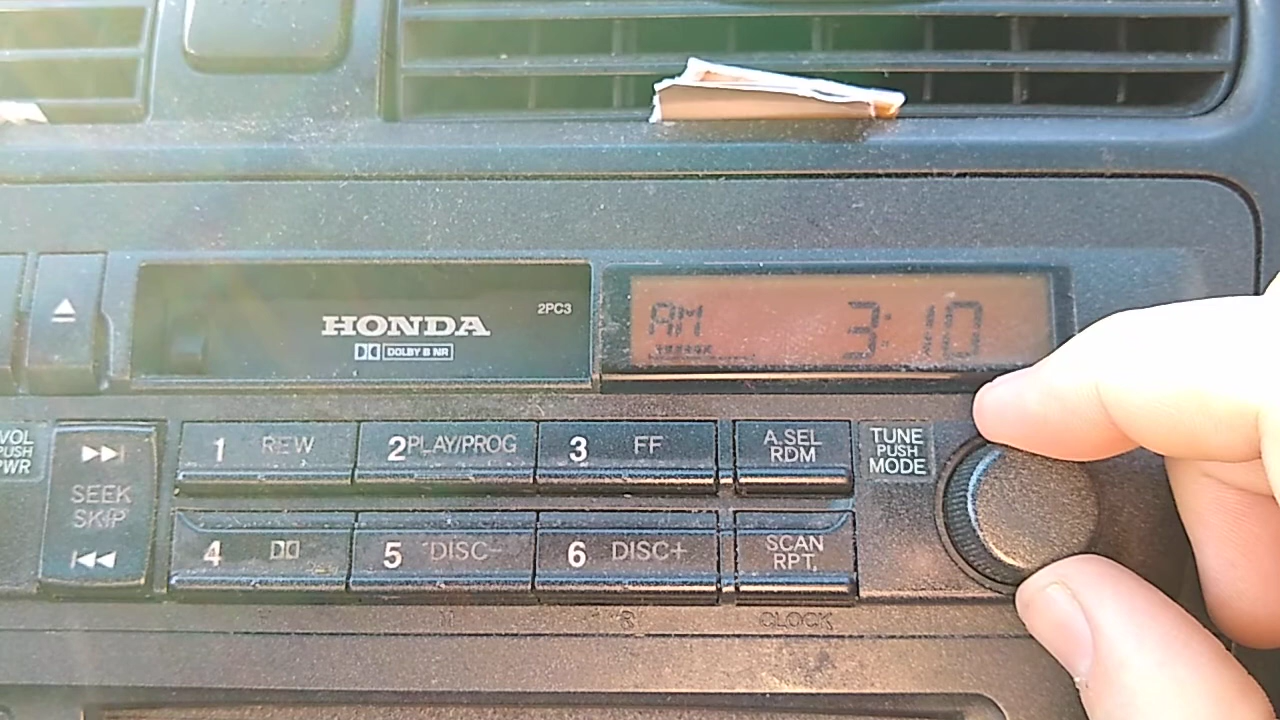 HONDA
2PC3
DOLBY B NR
AM
3:10
VOL
PUSH
PWR
SEEK
SKIP
1 REW
2 PLAY/PROG
3 FF
A.SEL
RDM
TUNE
PUSH
MODE
4
5 DISC-
6 DISC+
SCAN
RPT
H
CLOCK